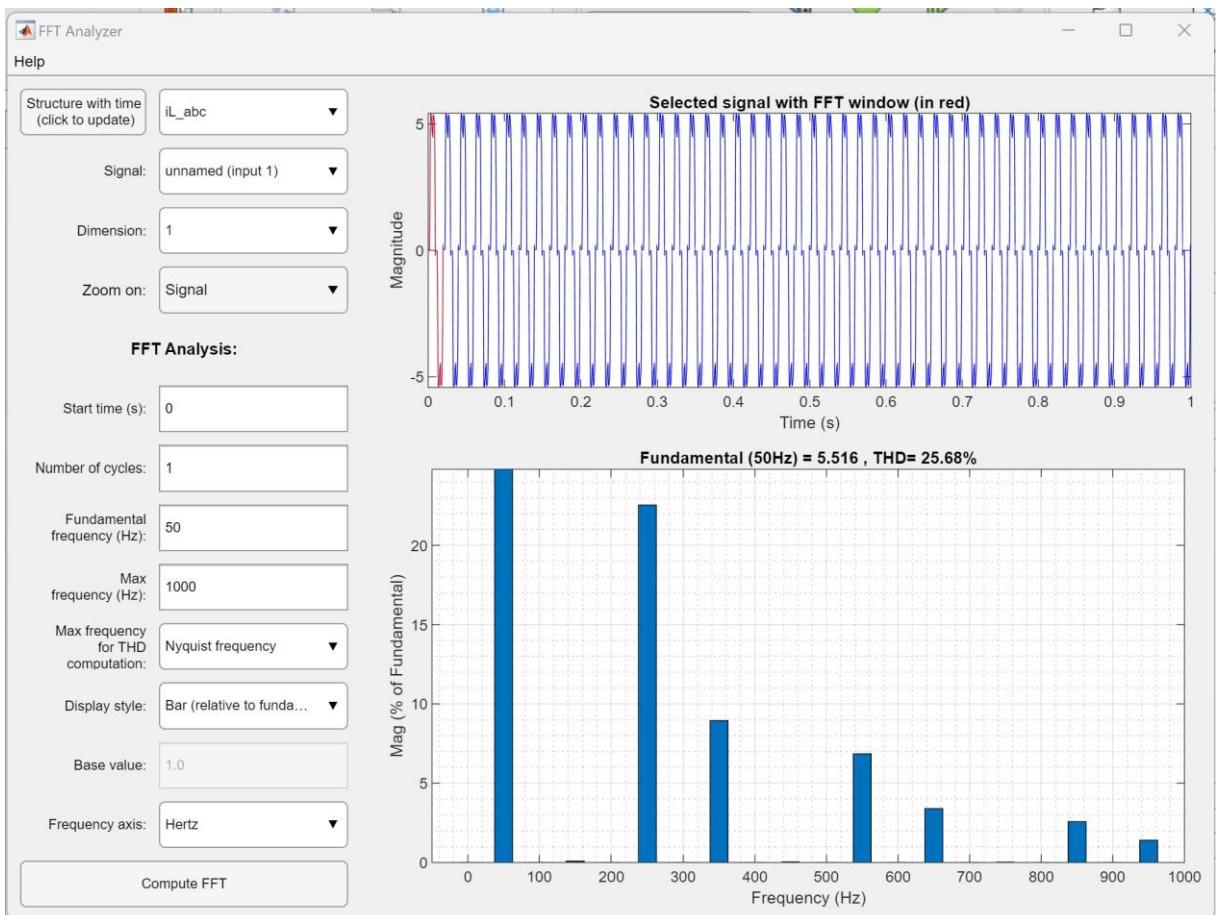 FFT Analyzer
Help
Structure with time
(click to update)
iL_abc
Signal:
unnamed (input 1)
Dimension:
1
Zoom on:
Signal
FFT Analysis:
Start time (s):
0
Number of cycles:
1
Fundamental
frequency (Hz):
50
Max
frequency (Hz):
1000
Max frequency
for THD
computation:
Nyquist frequency
Display style:
Bar (relative to funda...
Base value:
1.0
Frequency axis:
Hertz
Compute FFT
Selected signal with FFT window (in red)
Magnitude
5
0
-5
0 0.1 0.2 0.3 0.4 0.5 0.6 0.7 0.8 0.9 1
Time (s)
Fundamental (50Hz) = 5.516 , THD= 25.68%
Mag (% of Fundamental)
20
15
10
5
0
0 100 200 300 400 500 600 700 800 900 1000
Frequency (Hz)